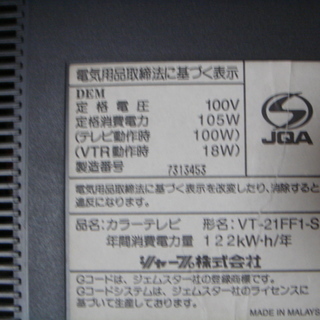 電気用品取締法に基づく表示
DEM
定格電圧 100V
定格消費電力 105W
(テレビ動作時 100W)
(VTR動作時 18W)
製造番号 7313453
JQA
電気用品取締法に基づく表示を改変したり、消除すると
違反になります。
品名:カラーテレビ 形名:VT-21FF1-S
年間消費電力量 122kW·h/年
シャープ株式会社
Gコードは、ジェムスター社の登録商標です。
Gコードシステムは、ジェムスター社のライセンスに
基づいて生産しております。
MADE IN MALAY